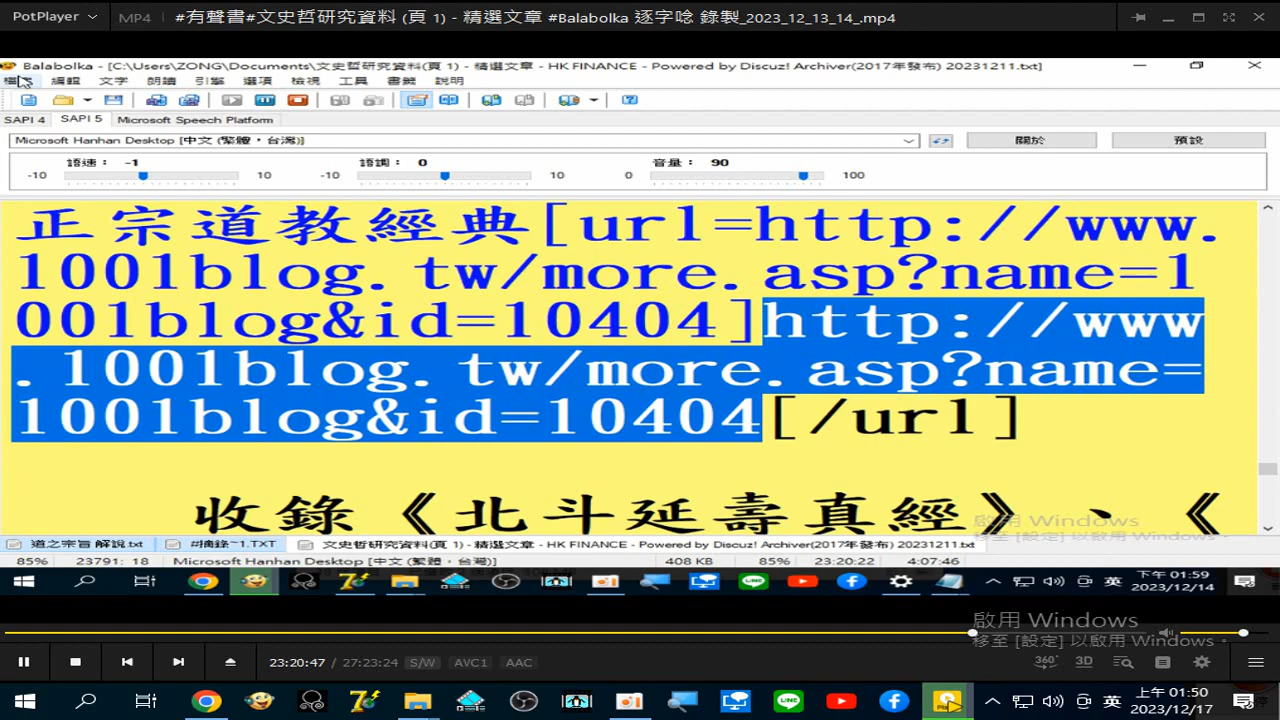 PotPlayer MP4 #有聲書#文史哲研究資料 (頁 1) - 精選文章 #Balabolka 逐字唸 錄製_2023_12_13_14_.mp4
Balabolka - [C:\Users\ZONG\Documents\文史哲研究資料(頁 1) - 精選文章 - HK FINANCE - Powered by Discuz! Archiver(2017年發布) 20231211.txt]
檔案 編輯 文字 朗讀 引擎 選項 檢視 工具 書籤 說明
SAPI 4 SAPI 5 Microsoft Speech Platform
Microsoft Hanhan Desktop [中文 (繁體，台灣)] 關於 預設
語速： -1 語調： 0 音量： 90
-10 10 -10 10 0 100
正宗道教經典[url=http://www.
1001blog.tw/more.asp?name=1
001blog&id=10404]http://www
.1001blog.tw/more.asp?name=
1001blog&id=10404[/url]
收錄《北斗延壽真經》、《
啟用 Windows
移至 [設定] 以啟用 Windows。
道之宗旨 解說.txt #摘錄~1.TXT 文史哲研究資料(頁 1) - 精選文章 - HK FINANCE - Powered by Discuz! Archiver(2017年發布) 20231211.txt
85% 23791: 18 Microsoft Hanhan Desktop [中文 (繁體，台灣)] 408 KB 85% 23:20:22 4:07:46
英 下午 01:59
2023/12/14
啟用 Windows
移至 [設定] 以啟用 Windows。
23:20:47 / 27:23:24 S/W AVC1 AAC 360° 3D
英 上午 01:50
2023/12/17